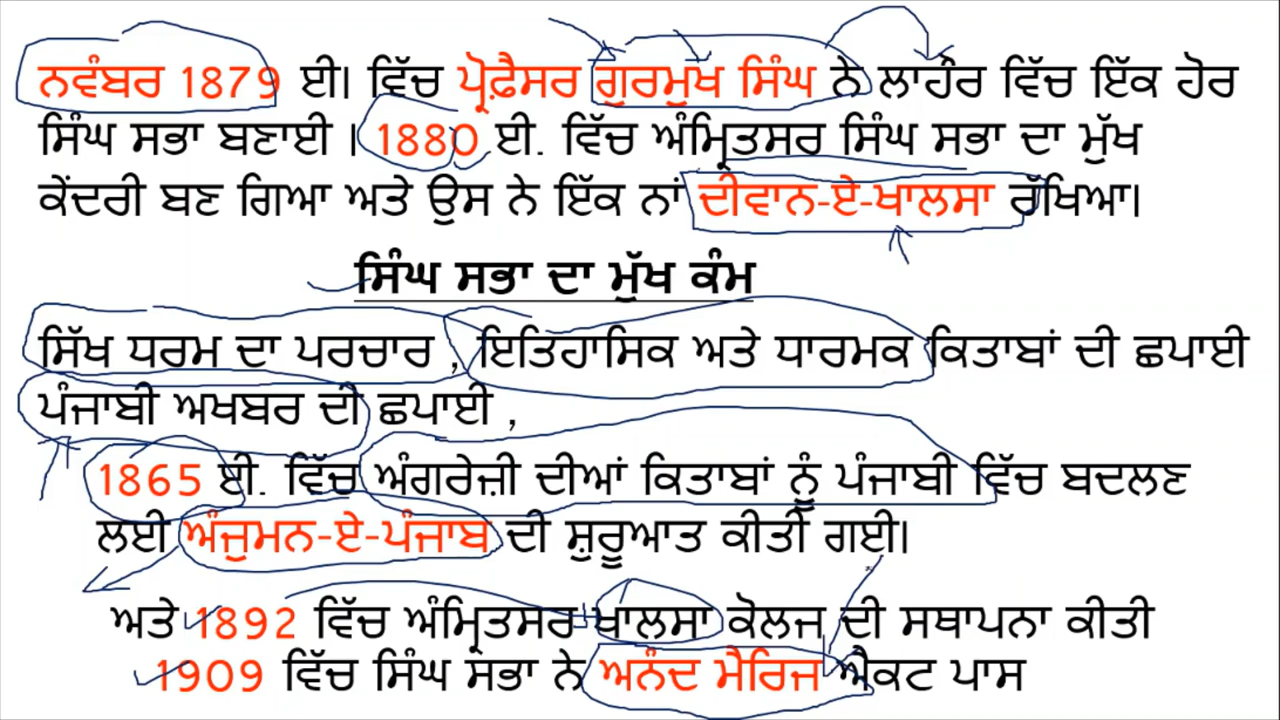 ਨਵੰਬਰ 1879 ਈ। ਵਿੱਚ ਪ੍ਰੋਫ਼ੈਸਰ ਗੁਰਮੁਖ ਸਿੰਘ ਨੇ ਲਾਹੌਰ ਵਿੱਚ ਇੱਕ ਹੋਰ
ਸਿੰਘ ਸਭਾ ਬਣਾਈ । 1880 ਈ. ਵਿੱਚ ਅੰਮ੍ਰਿਤਸਰ ਸਿੰਘ ਸਭਾ ਦਾ ਮੁੱਖ
ਕੇਂਦਰੀ ਬਣ ਗਿਆ ਅਤੇ ਉਸ ਨੇ ਇੱਕ ਨਾਂ ਦੀਵਾਨ-ਏ-ਖਾਲਸਾ ਰੱਖਿਆ।
ਸਿੰਘ ਸਭਾ ਦਾ ਮੁੱਖ ਕੰਮ
ਸਿੱਖ ਧਰਮ ਦਾ ਪਰਚਾਰ , ਇਤਿਹਾਸਿਕ ਅਤੇ ਧਾਰਮਕ ਕਿਤਾਬਾਂ ਦੀ ਛਪਾਈ
ਪੰਜਾਬੀ ਅਖਬਰ ਦੀ ਛਪਾਈ ,
1865 ਈ. ਵਿੱਚ ਅੰਗਰੇਜ਼ੀ ਦੀਆਂ ਕਿਤਾਬਾਂ ਨੂੰ ਪੰਜਾਬੀ ਵਿੱਚ ਬਦਲਣ
ਲਈ ਅੰਜੁਮਨ-ਏ-ਪੰਜਾਬ ਦੀ ਸ਼ੁਰੂਆਤ ਕੀਤੀ ਗਈ।
ਅਤੇ 1892 ਵਿੱਚ ਅੰਮ੍ਰਿਤਸਰ ਖਾਲਸਾ ਕੋਲਜ ਦੀ ਸਥਾਪਨਾ ਕੀਤੀ
1909 ਵਿੱਚ ਸਿੰਘ ਸਭਾ ਨੇ ਅਨੰਦ ਮੈਰਿਜ ਐਕਟ ਪਾਸ